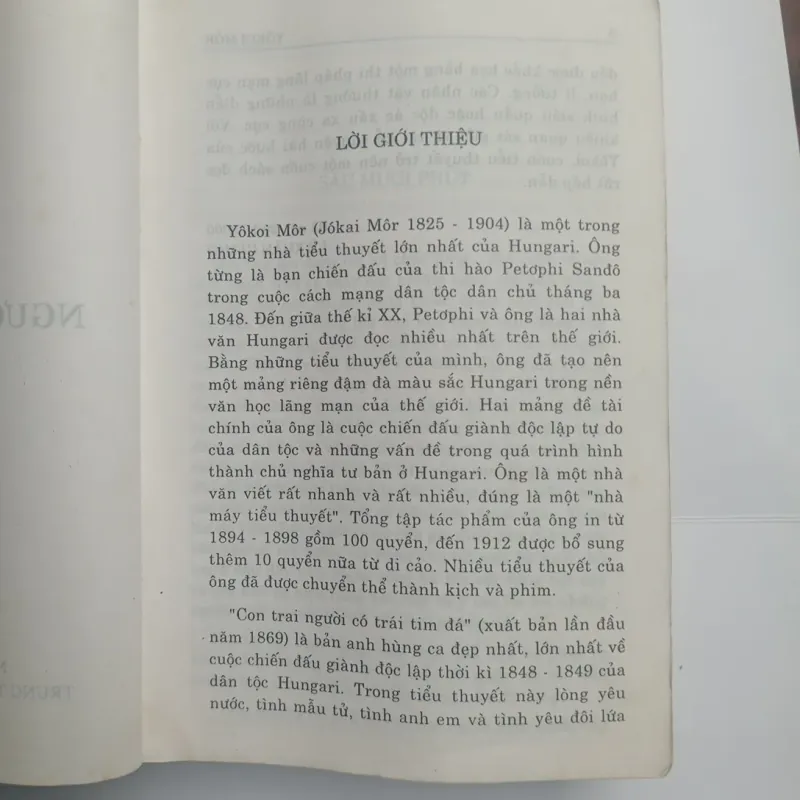 LỜI GIỚI THIỆU
Yôkoi Môr (Jókai Môr 1825 - 1904) là một trong
những nhà tiểu thuyết lớn nhất của Hungari. Ông
từng là bạn chiến đấu của thi hào Petơphi Sanđô
trong cuộc cách mạng dân tộc dân chủ tháng ba
1848. Đến giữa thế kỉ XX, Petơphi và ông là hai nhà
văn Hungari được đọc nhiều nhất trên thế giới.
Bằng những tiểu thuyết của mình, ông đã tạo nên
một mảng riêng đậm đà màu sắc Hungari trong nền
văn học lãng mạn của thế giới. Hai mảng đề tài
chính của ông là cuộc chiến đấu giành độc lập tự do
của dân tộc và những vấn đề trong quá trình hình
thành chủ nghĩa tư bản ở Hungari. Ông là một nhà
văn viết rất nhanh và rất nhiều, đúng là một "nhà
máy tiểu thuyết". Tổng tập tác phẩm của ông in từ
1894 - 1898 gồm 100 quyển, đến 1912 được bổ sung
thêm 10 quyển nữa từ di cảo. Nhiều tiểu thuyết của
ông đã được chuyển thể thành kịch và phim.
"Con trai người có trái tim đá" (xuất bản lần đầu
năm 1869) là bản anh hùng ca đẹp nhất, lớn nhất về
cuộc chiến đấu giành độc lập thời kì 1848 - 1849 của
dân tộc Hungari. Trong tiểu thuyết này lòng yêu
nước, tình mẫu tử, tình anh em và tình yêu đôi lứa